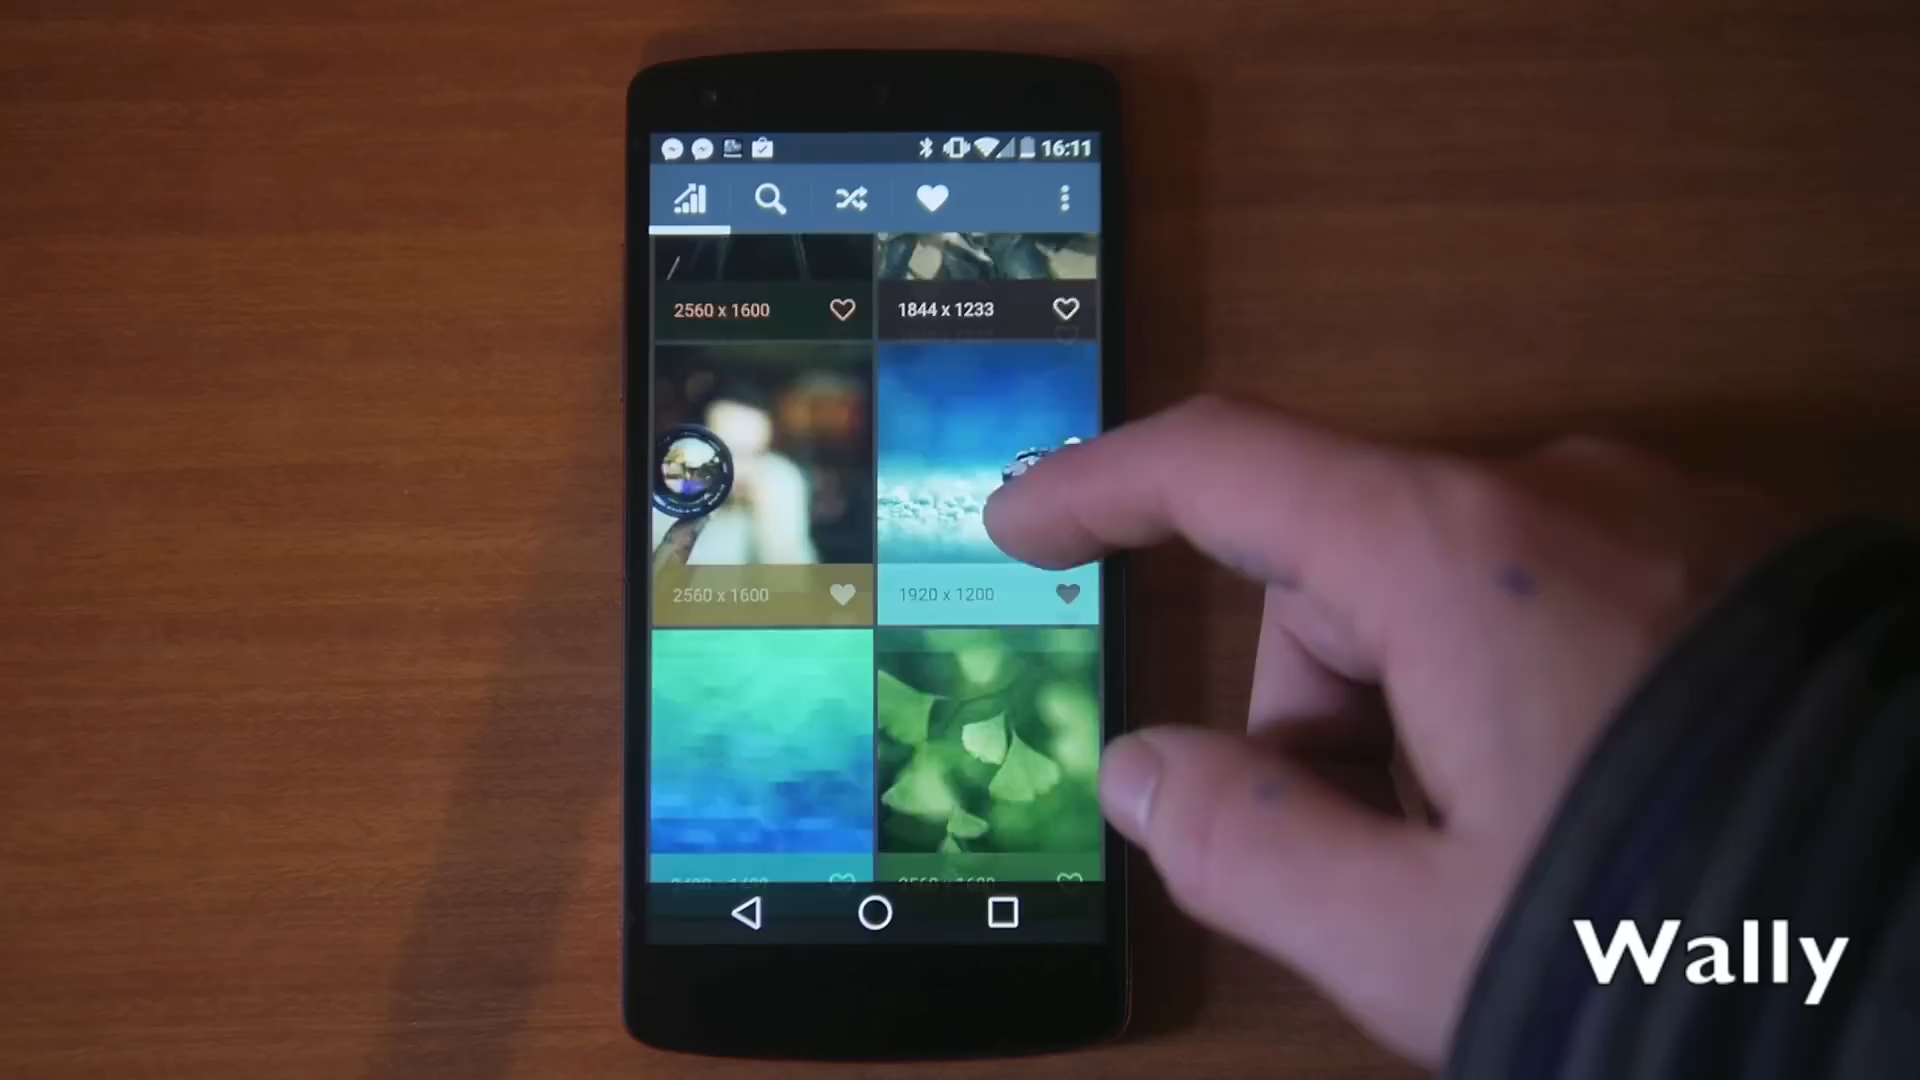 16:11
2560 x 1600
1844 x 1233
2560 x 1600
1920 x 1200
Wally